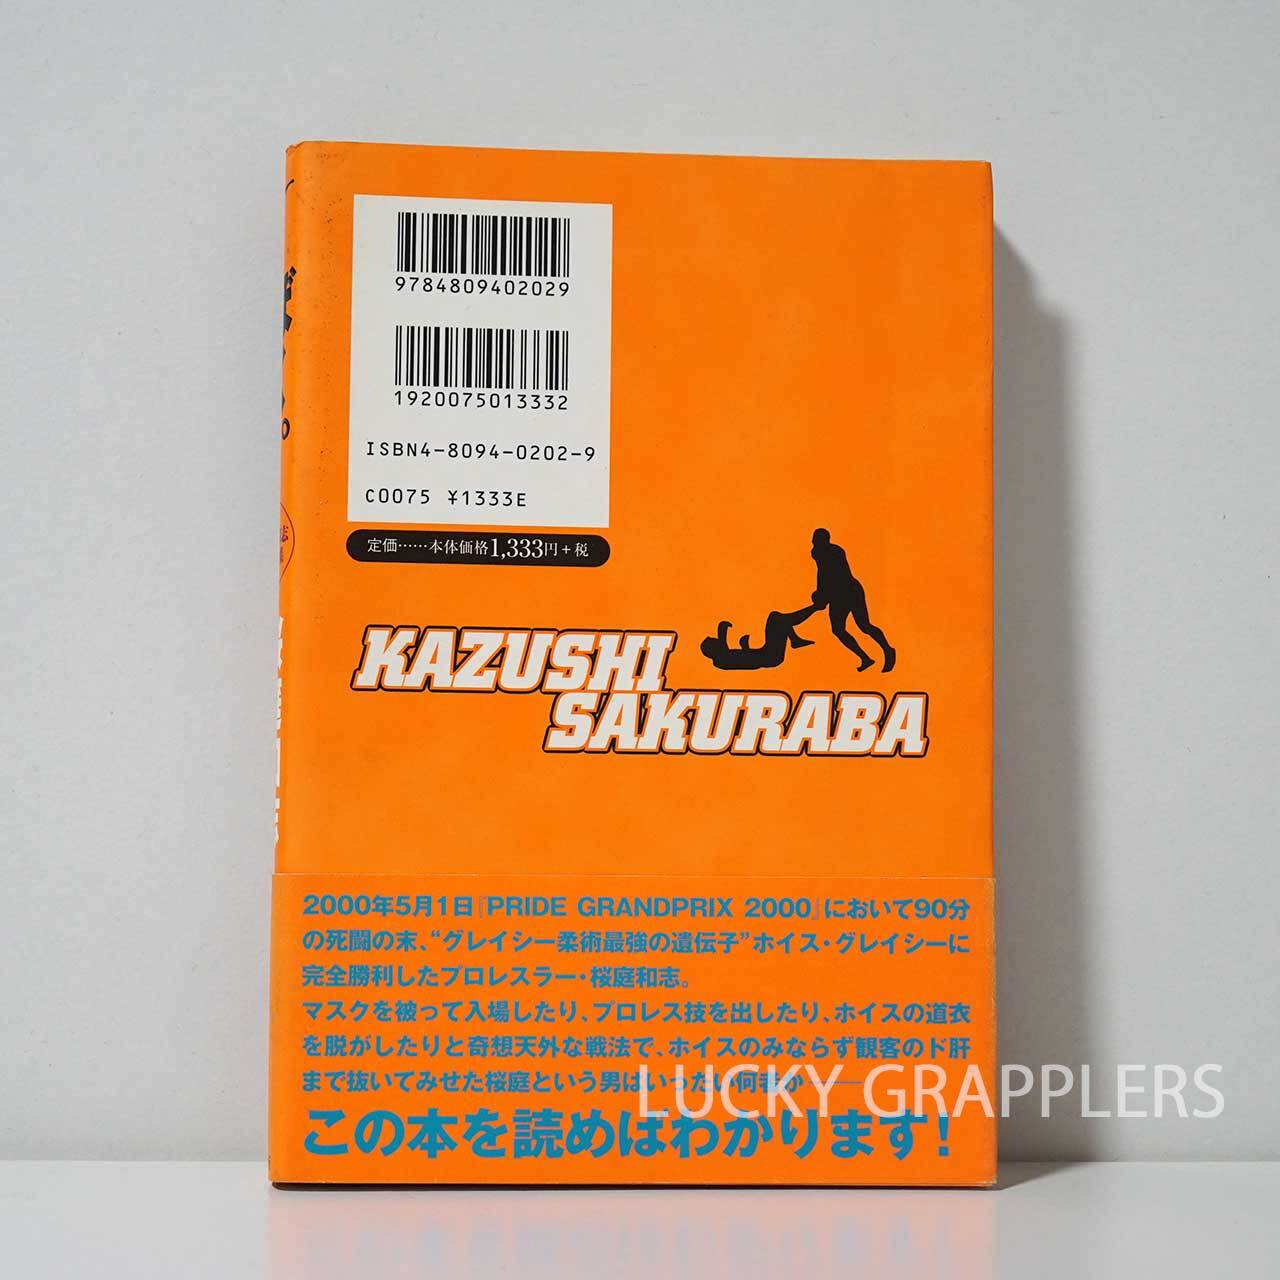 9784809402029
1920075013332
ISBN4-8094-0202-9
C0075 ¥1333E
定価……本体価格1,333円+税
KAZUSHI
SAKURABA
2000年5月1日『PRIDE GRANDPRIX 2000』において90分
の死闘の末、“グレイシー柔術最強の遺伝子”ホイス・グレイシーに
完全勝利したプロレスラー・桜庭和志。
マスクを被って入場したり、プロレス技を出したり、ホイスの道衣
を脱がしたりと奇想天外な戦法で、ホイスのみならず観客のド肝
まで抜いてみせた桜庭という男はいったい何者か———
この本を読めばわかります!
LUCKY GRAPPLERS